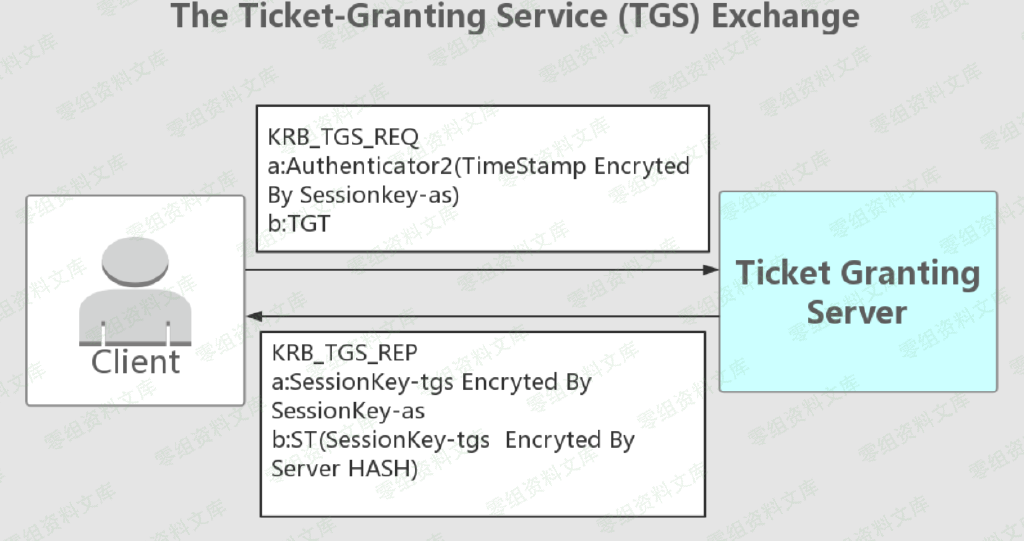 The Ticket-Granting Service (TGS) Exchange
KRB_TGS_REQ
a:Authenticator2(TimeStamp Encryted
By Sessionkey-as)
b:TGT
Client
Ticket Granting
Server
KRB_TGS_REP
a:SessionKey-tgs Encryted By
SessionKey-as
b:ST(SessionKey-tgs  Encryted By
Server HASH)
零组资料文库